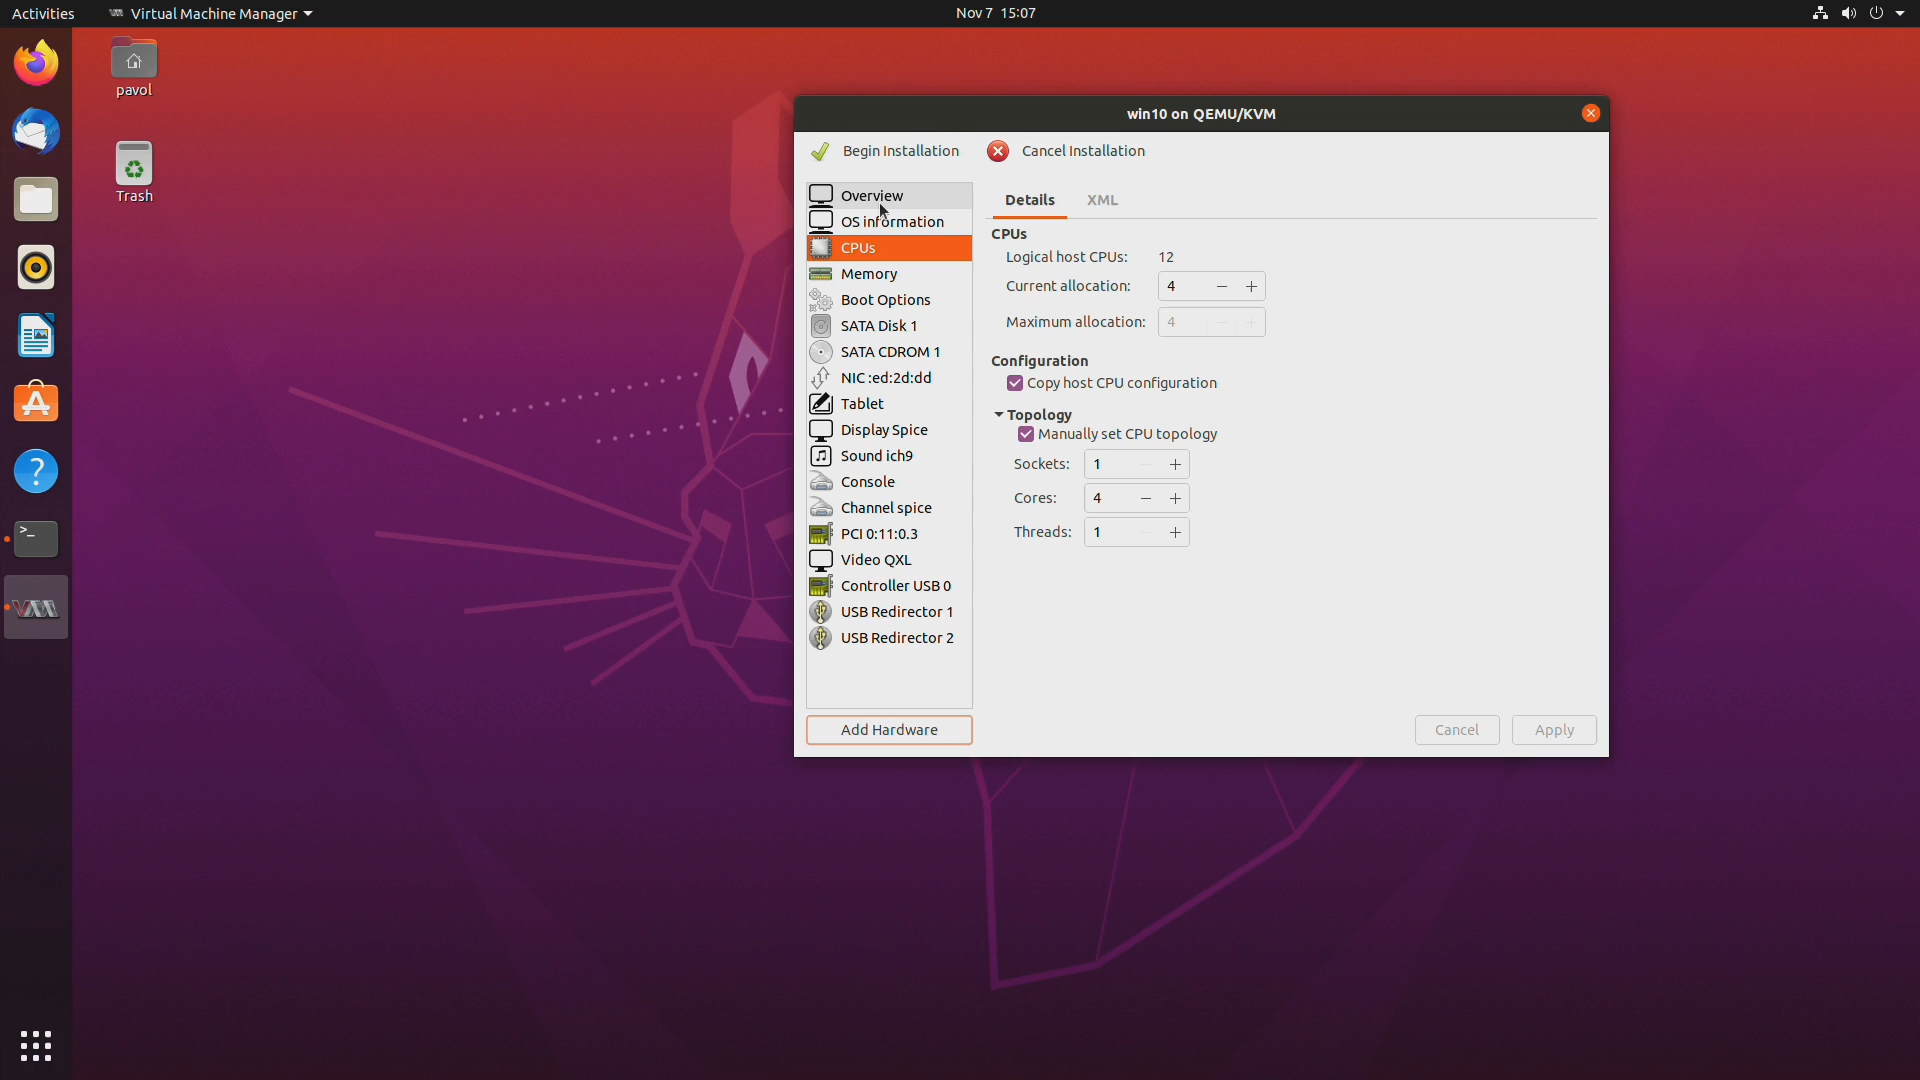 Activities
Virtual Machine Manager
Nov 7 15:07
pavol
Trash
win10 on QEMU/KVM
Begin Installation
Cancel Installation
Overview
OS information
CPUs
Memory
Boot Options
SATA Disk 1
SATA CDROM 1
NIC :ed:2d:dd
Tablet
Display Spice
Sound ich9
Console
Channel spice
PCI 0:11:0.3
Video QXL
Controller USB 0
USB Redirector 1
USB Redirector 2
Add Hardware
Details XML
CPUs
Logical host CPUs: 12
Current allocation: 4
Maximum allocation: 4
Configuration
Copy host CPU configuration
Topology
Manually set CPU topology
Sockets: 1
Cores: 4
Threads: 1
Cancel Apply